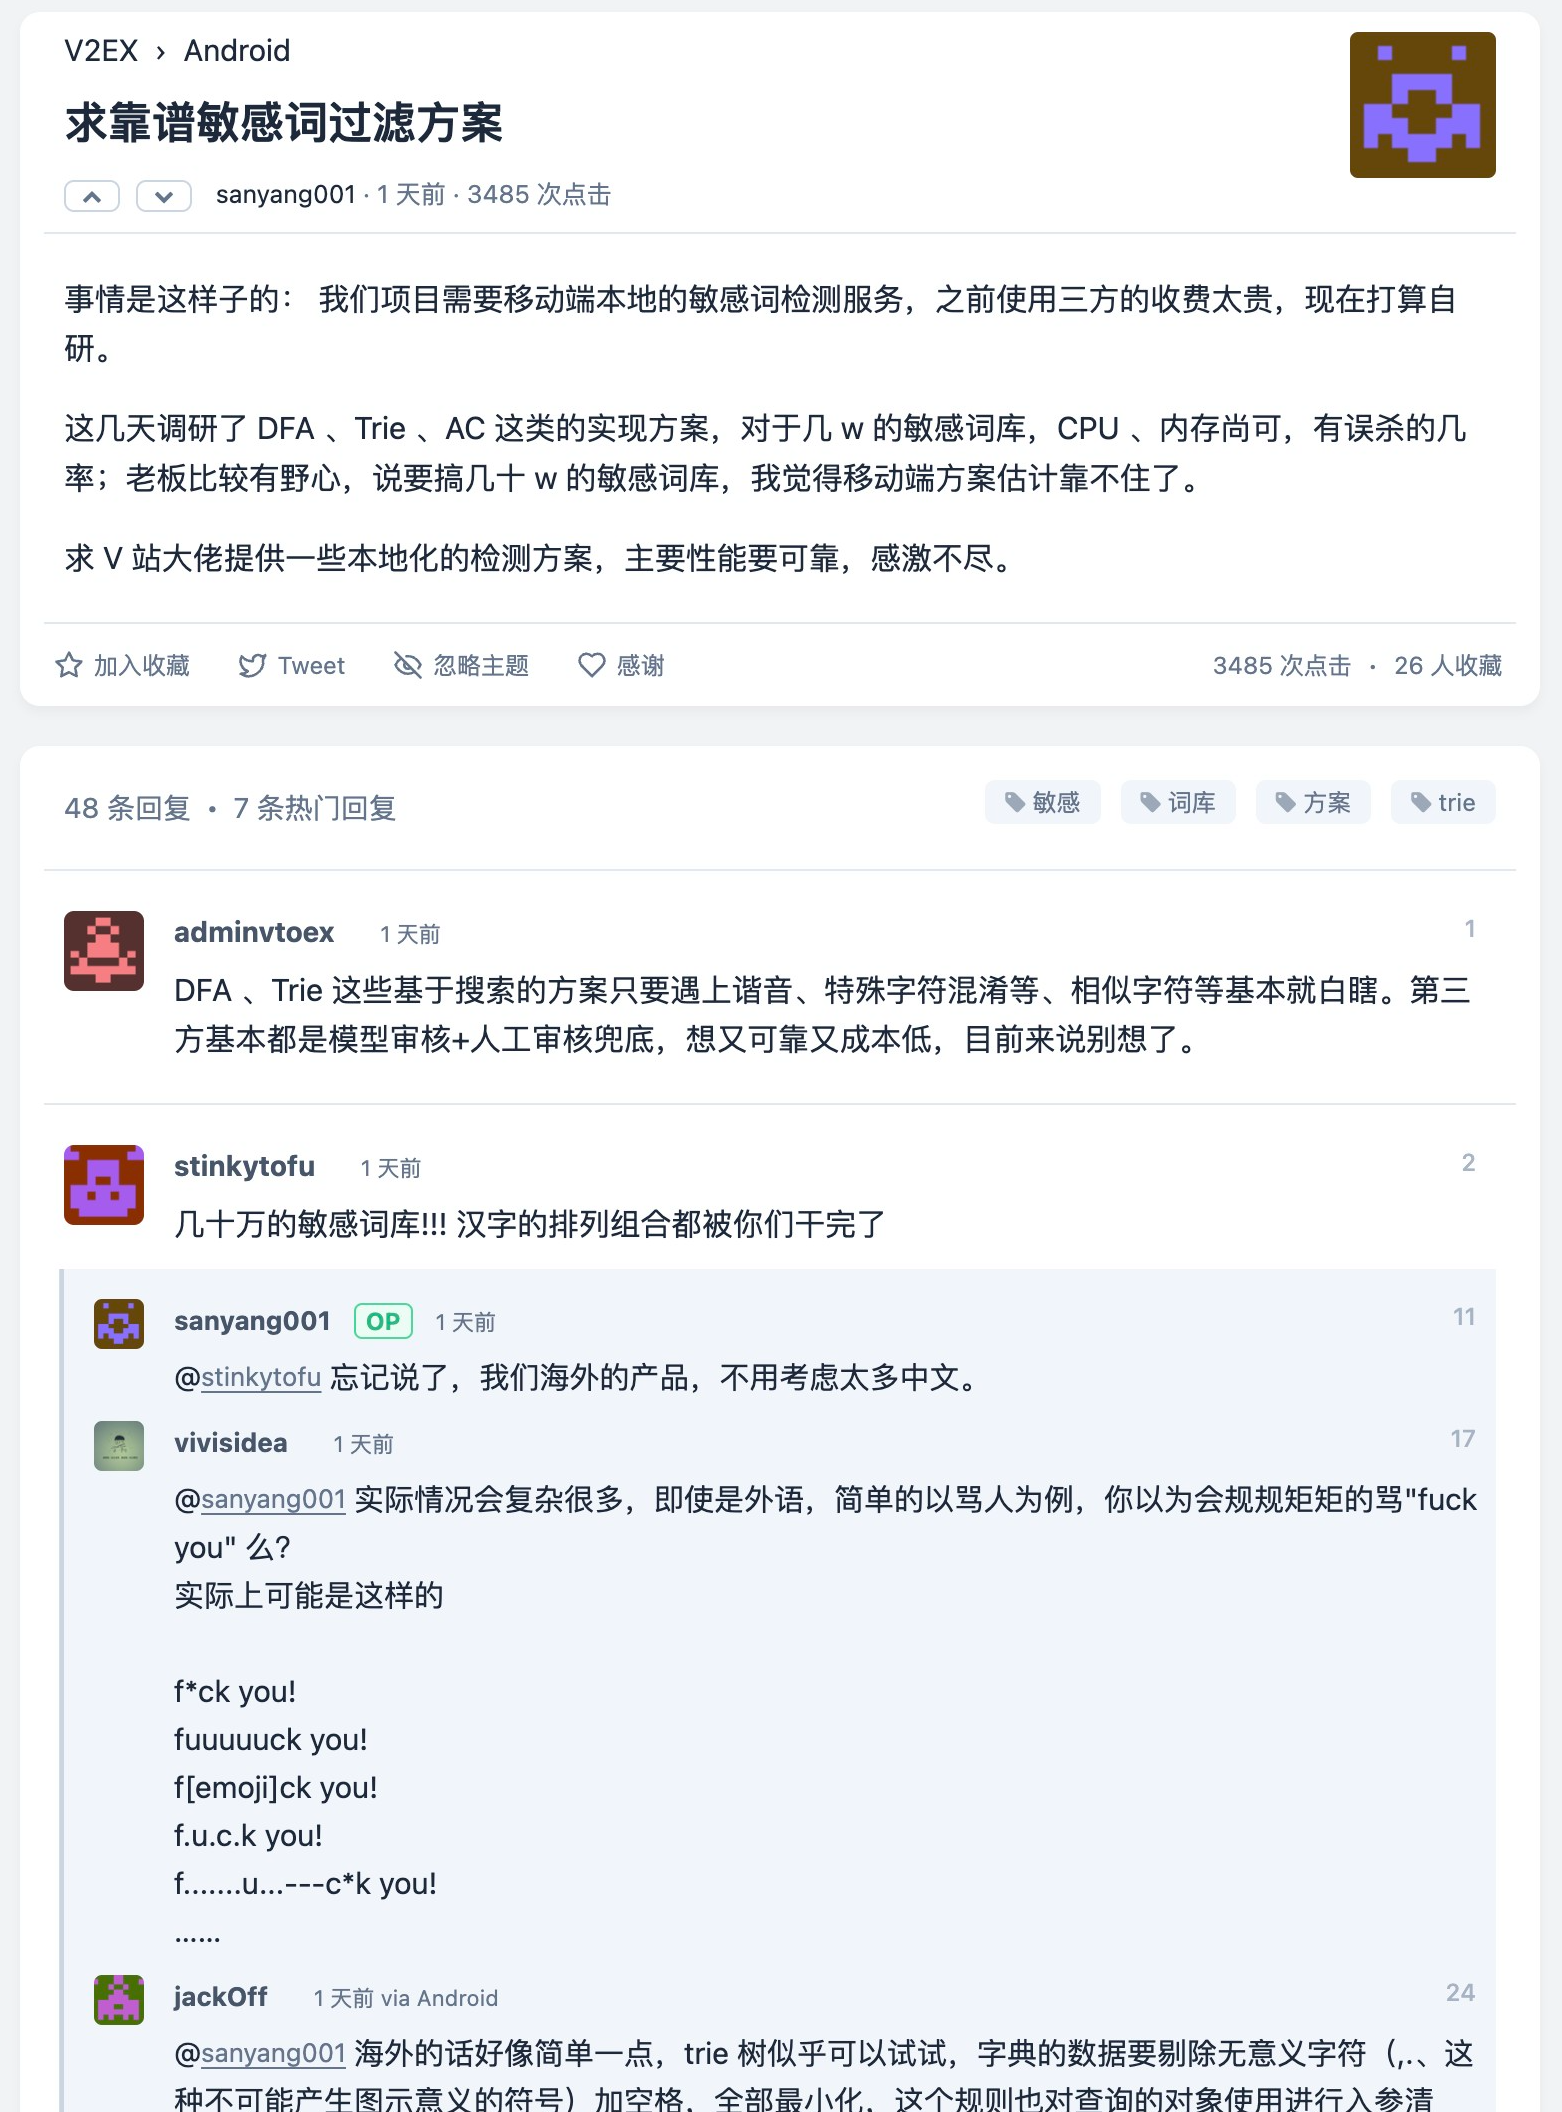 V2EX › Android
求靠谱敏感词过滤方案
sanyang001 · 1 天前 · 3485 次点击
事情是这样子的： 我们项目需要移动端本地的敏感词检测服务，之前使用三方的收费太贵，现在打算自
研。
这几天调研了 DFA 、Trie 、AC 这类的实现方案，对于几 w 的敏感词库，CPU 、内存尚可，有误杀的几
率；老板比较有野心，说要搞几十 w 的敏感词库，我觉得移动端方案估计靠不住了。
求 V 站大佬提供一些本地化的检测方案，主要性能要可靠，感激不尽。
加入收藏 Tweet 忽略主题 感谢 3485 次点击 • 26 人收藏
48 条回复 • 7 条热门回复 敏感 词库 方案 trie
adminvtoex 1 天前 1
DFA 、Trie 这些基于搜索的方案只要遇上谐音、特殊字符混淆等、相似字符等基本就白瞎。第三
方基本都是模型审核+人工审核兜底，想又可靠又成本低，目前来说别想了。
stinkytofu 1 天前 2
几十万的敏感词库!!! 汉字的排列组合都被你们干完了
sanyang001 OP 1 天前 11
@stinkytofu 忘记说了，我们海外的产品，不用考虑太多中文。
vivisidea 1 天前 17
@sanyang001 实际情况会复杂很多，即使是外语，简单的以骂人为例，你以为会规规矩矩的骂"fuck
you" 么?
实际上可能是这样的
f*ck you!
fuuuuuck you!
f[emoji]ck you!
f.u.c.k you!
f.......u...---c*k you!
......
jackOff 1 天前 via Android 24
@sanyang001 海外的话好像简单一点，trie 树似乎可以试试，字典的数据要剔除无意义字符（,.、这
种不可能产生图示意义的符号）加空格，全部最小化，这个规则也对查询的对象使用进行入参清